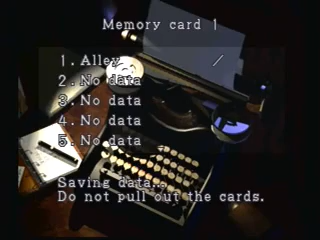 Memory card 1
1. Alley /
2. No data
3. No data
4. No data
5. No data
Saving data...
Do not pull out the cards.